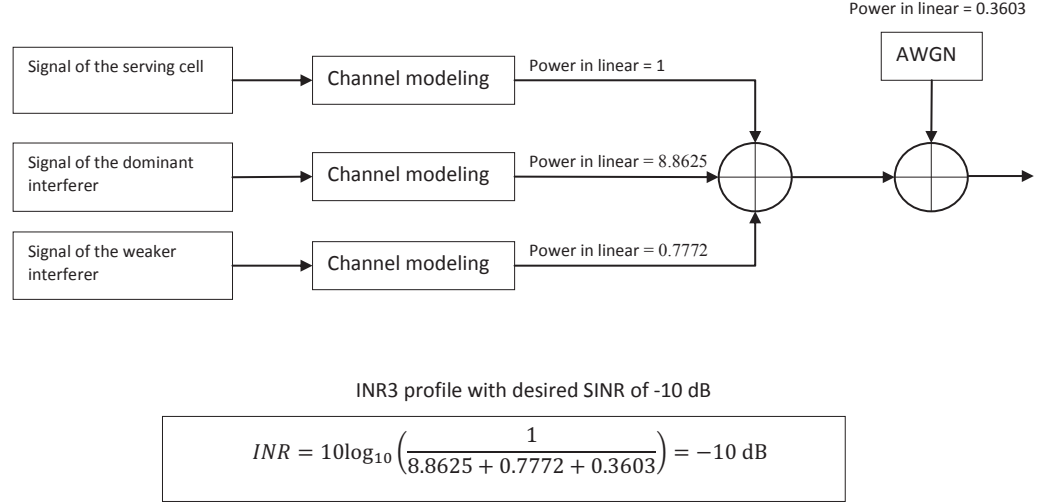 Power in linear = 0.3603
Signal of the serving cell
Channel modeling
Power in linear = 1
AWGN
Signal of the dominant
interferer
Channel modeling
Power in linear = 8.8625
Signal of the weaker
interferer
Channel modeling
Power in linear = 0.7772
INR3 profile with desired SINR of -10 dB
INR = 10log₁₀(1/(8.8625 + 0.7772 + 0.3603)) = −10 dB